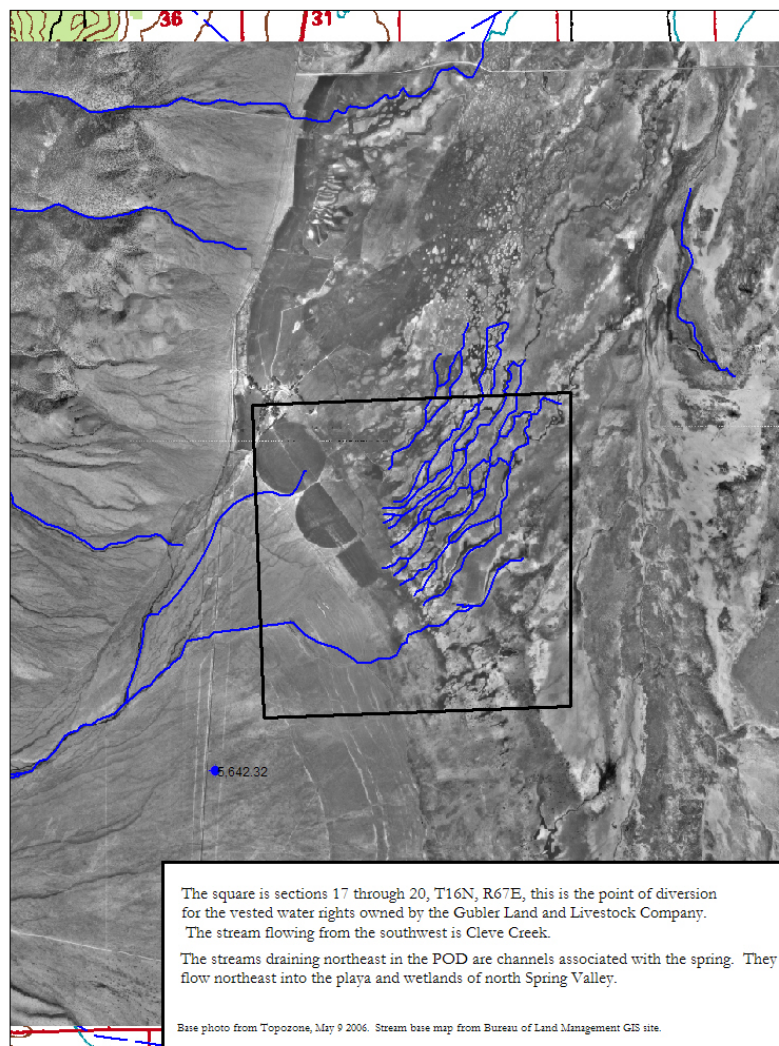 36
31
5,642.32
The square is sections 17 through 20, T16N, R67E, this is the point of diversion
for the vested water rights owned by the Gubler Land and Livestock Company.
The stream flowing from the southwest is Cleve Creek.
The streams draining northeast in the POD are channels associated with the spring. They
flow northeast into the playa and wetlands of north Spring Valley.
Base photo from Topozone, May 9 2006. Stream base map from Bureau of Land Management GIS site.